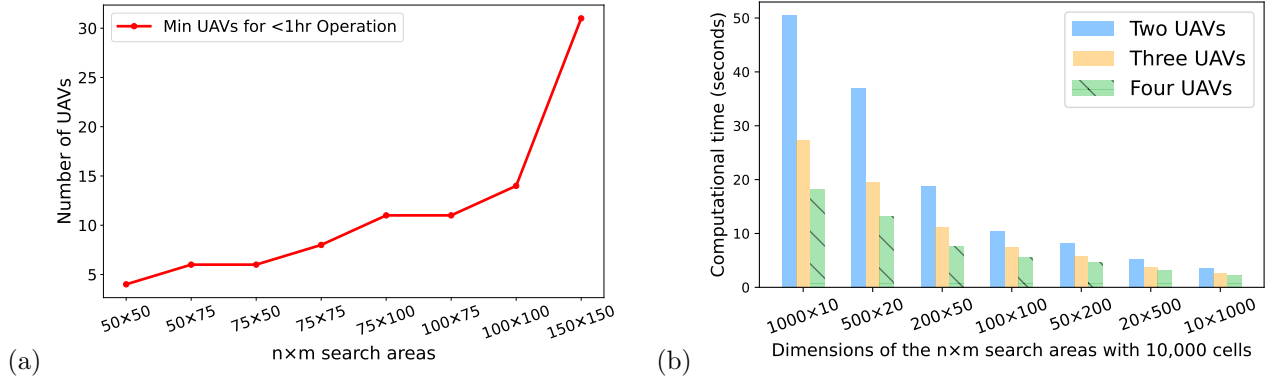 Min UAVs for <1hr Operation
Number of UAVs
30
25
20
15
10
5
50×50
50×75
75×50
75×75
75×100
100×75
100×100
150×150
n×m search areas
(a)
Two UAVs
Three UAVs
Four UAVs
Computational time (seconds)
50
40
30
20
10
0
1000×10
500×20
200×50
100×100
50×200
20×500
10×1000
Dimensions of the n×m search areas with 10,000 cells
(b)